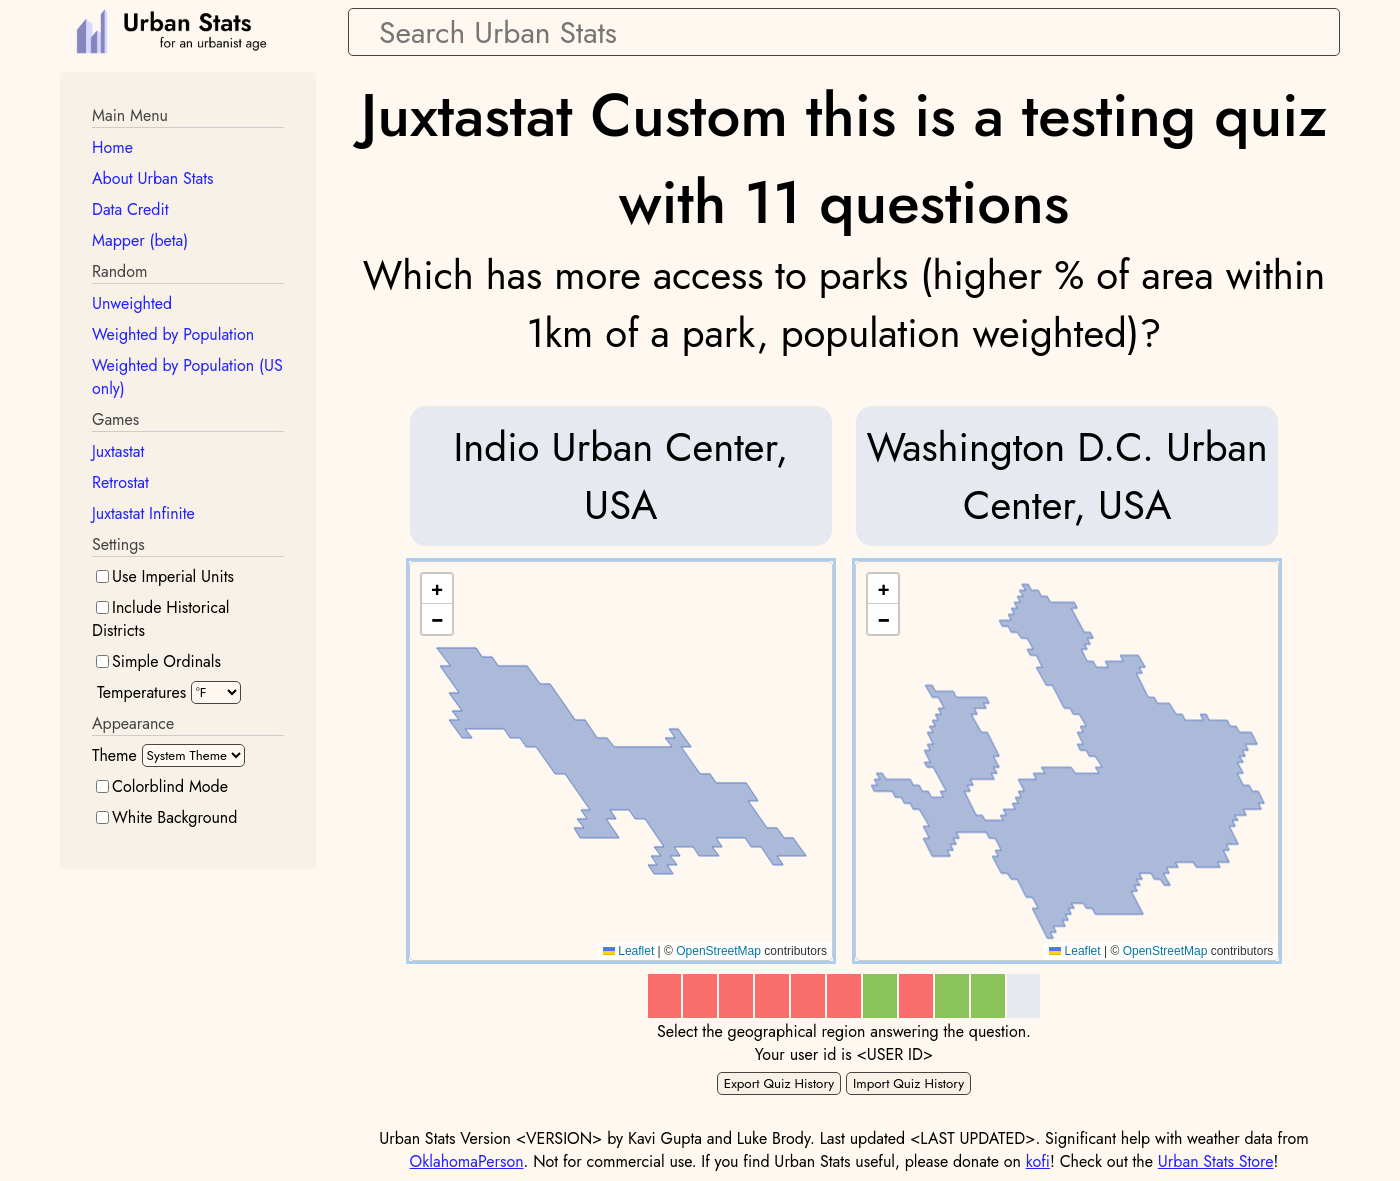 Urban Stats
for an urbanist age
Search Urban Stats
Main Menu
Home
About Urban Stats
Data Credit
Mapper (beta)
Random
Unweighted
Weighted by Population
Weighted by Population (US
only)
Games
Juxtastat
Retrostat
Juxtastat Infinite
Settings
Use Imperial Units
Include Historical
Districts
Simple Ordinals
Temperatures °F
Appearance
Theme System Theme
Colorblind Mode
White Background
Juxtastat Custom this is a testing quiz
with 11 questions
Which has more access to parks (higher % of area within
1km of a park, population weighted)?
Indio Urban Center,
USA
Washington D.C. Urban
Center, USA
+
−
Leaflet | © OpenStreetMap contributors
+
−
Leaflet | © OpenStreetMap contributors
Select the geographical region answering the question.
Your user id is <USER ID>
Export Quiz History Import Quiz History
Urban Stats Version <VERSION> by Kavi Gupta and Luke Brody. Last updated <LAST UPDATED>. Significant help with weather data from
OklahomaPerson. Not for commercial use. If you find Urban Stats useful, please donate on kofi! Check out the Urban Stats Store!